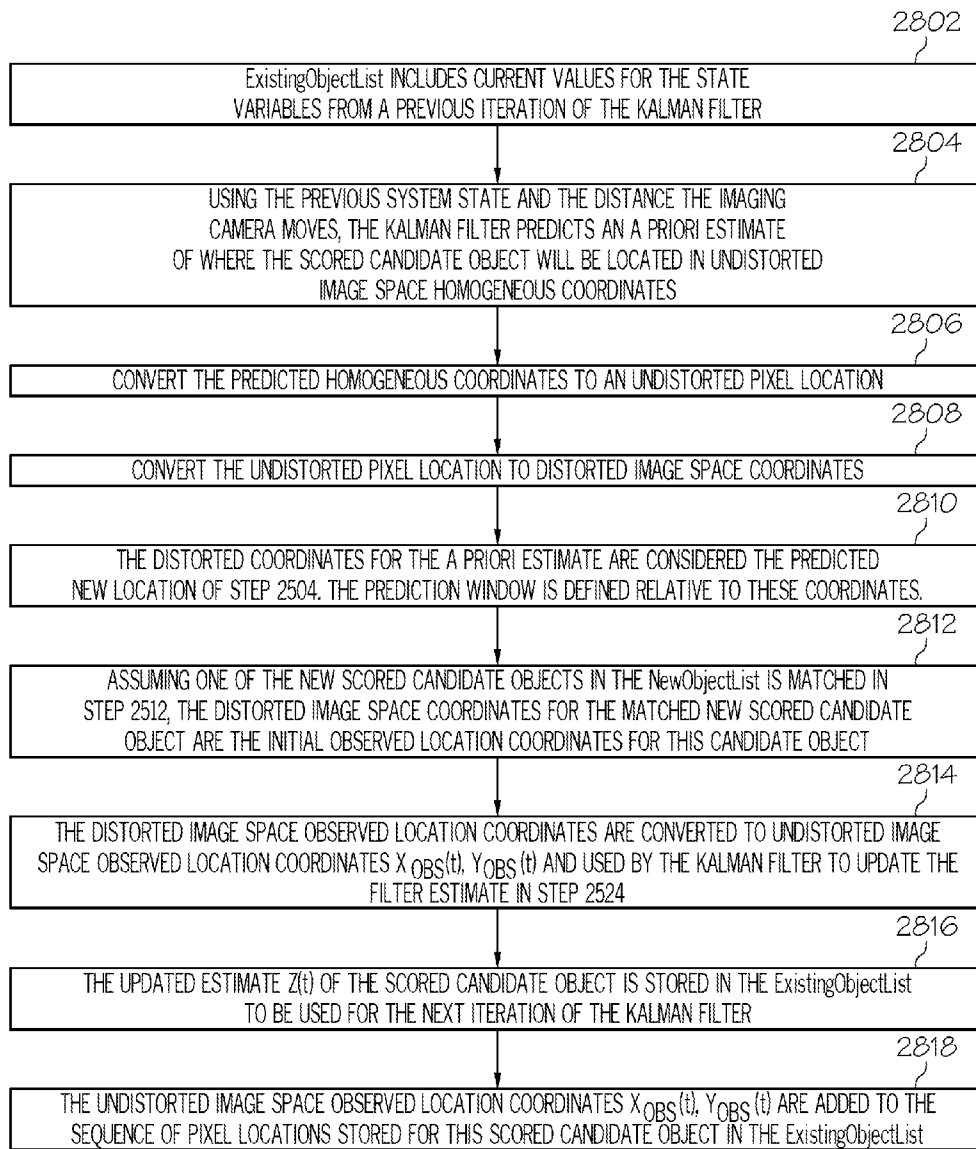 2802
ExistingObjectList INCLUDES CURRENT VALUES FOR THE STATE
VARIABLES FROM A PREVIOUS ITERATION OF THE KALMAN FILTER
2804
USING THE PREVIOUS SYSTEM STATE AND THE DISTANCE THE IMAGING
CAMERA MOVES, THE KALMAN FILTER PREDICTS AN A PRIORI ESTIMATE
OF WHERE THE SCORED CANDIDATE OBJECT WILL BE LOCATED IN UNDISTORTED
IMAGE SPACE HOMOGENEOUS COORDINATES
2806
CONVERT THE PREDICTED HOMOGENEOUS COORDINATES TO AN UNDISTORTED PIXEL LOCATION
2808
CONVERT THE UNDISTORTED PIXEL LOCATION TO DISTORTED IMAGE SPACE COORDINATES
2810
THE DISTORTED COORDINATES FOR THE A PRIORI ESTIMATE ARE CONSIDERED THE PREDICTED
NEW LOCATION OF STEP 2504. THE PREDICTION WINDOW IS DEFINED RELATIVE TO THESE COORDINATES.
2812
ASSUMING ONE OF THE NEW SCORED CANDIDATE OBJECTS IN THE NewObjectList IS MATCHED IN
STEP 2512, THE DISTORTED IMAGE SPACE COORDINATES FOR THE MATCHED NEW SCORED CANDIDATE
OBJECT ARE THE INITIAL OBSERVED LOCATION COORDINATES FOR THIS CANDIDATE OBJECT
2814
THE DISTORTED IMAGE SPACE OBSERVED LOCATION COORDINATES ARE CONVERTED TO UNDISTORTED IMAGE
SPACE OBSERVED LOCATION COORDINATES X OBS(t), Y OBS(t) AND USED BY THE KALMAN FILTER TO UPDATE THE
FILTER ESTIMATE IN STEP 2524
2816
THE UPDATED ESTIMATE Z(t) OF THE SCORED CANDIDATE OBJECT IS STORED IN THE ExistingObjectList
TO BE USED FOR THE NEXT ITERATION OF THE KALMAN FILTER
2818
THE UNDISTORTED IMAGE SPACE OBSERVED LOCATION COORDINATES X OBS(t), Y OBS(t) ARE ADDED TO THE
SEQUENCE OF PIXEL LOCATIONS STORED FOR THIS SCORED CANDIDATE OBJECT IN THE ExistingObjectList